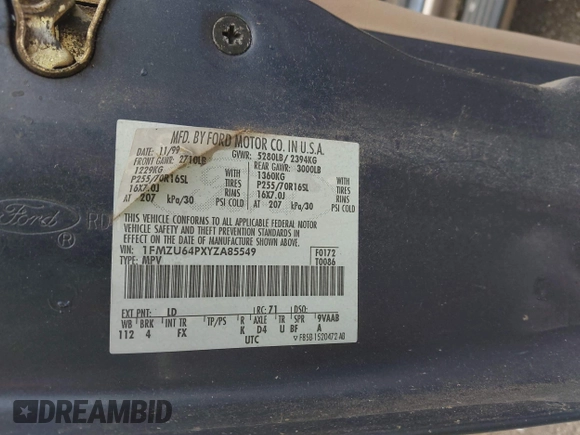 MFD. BY FORD MOTOR CO. IN U.S.A.
DATE: 11/99 GVWR: 5280LB/ 2394KG
FRONT GAWR: 2710LB REAR GAWR: 3000LB
1229KG WITH 1360KG WITH
P255/70R16SL TIRES P255/70R16SL TIRES
16X7.0J RIMS 16X7.0J RIMS
AT 207 kPa/30 PSI COLD AT 207 kPa/30 PSI COLD
THIS VEHICLE CONFORMS TO ALL APPLICABLE FEDERAL MOTOR
VEHICLE SAFETY AND THEFT PREVENTION STANDARDS IN
EFFECT ON THE DATE OF MANUFACTURE SHOWN ABOVE.
VIN: 1FMZU64PXYZA85549 F0172
TYPE: MPV T0086
EXT PNT: LD RC: 71 DSO:
WB BRK INT TR TP/PS R AXLE TR SPR 9VAAB
112 4 FX K D4 U BF A
UTC ▽ F85B 1520472 AB
Ford ® RD
DREAMBID